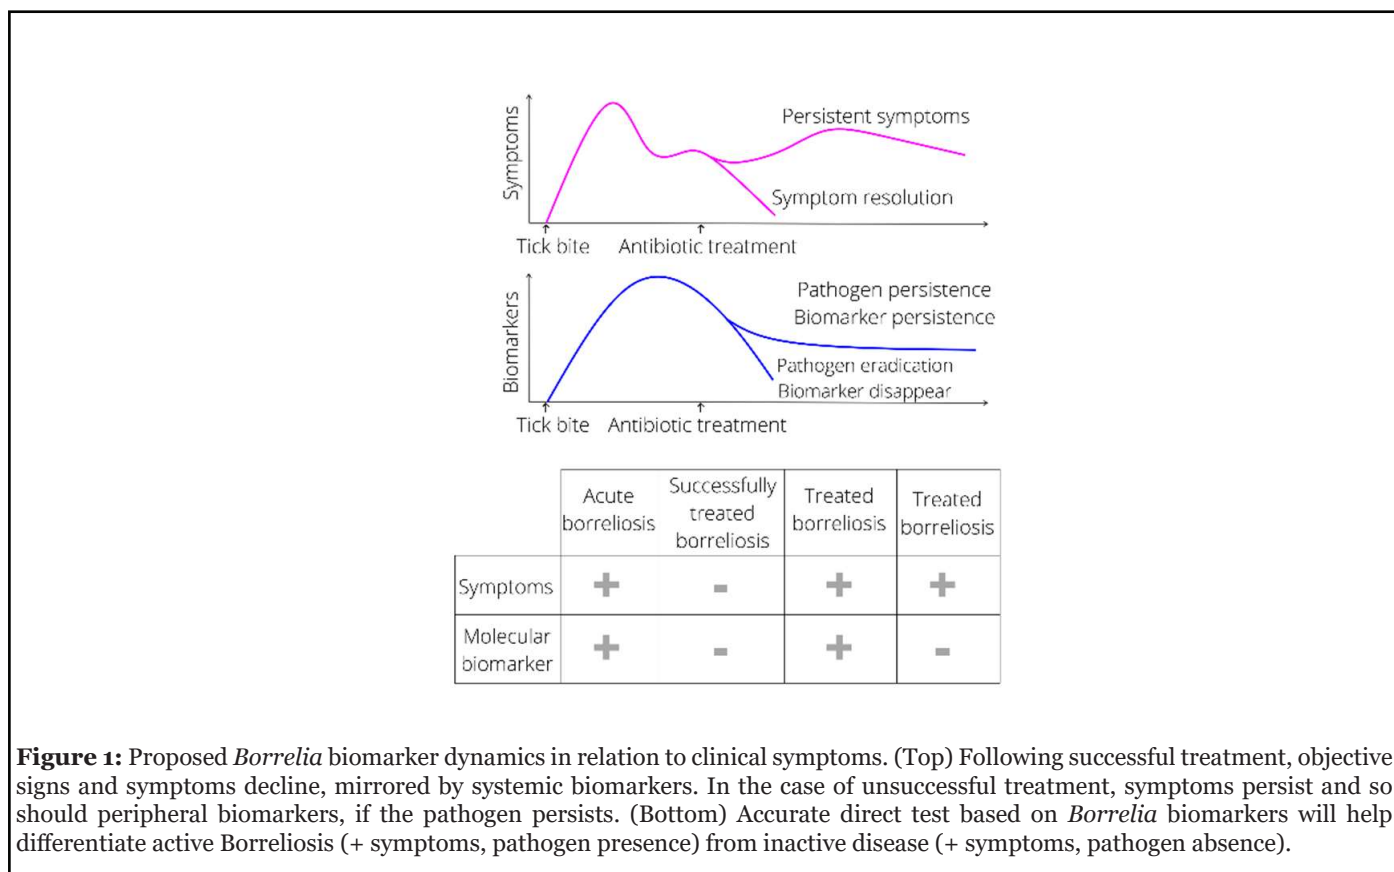 Symptoms
Persistent symptoms
Symptom resolution
Tick bite
Antibiotic treatment
Biomarkers
Pathogen persistence
Biomarker persistence
Pathogen eradication
Biomarker disappear
Tick bite
Antibiotic treatment
Acute
borreliosis
Successfully
treated
borreliosis
Treated
borreliosis
Treated
borreliosis
Symptoms + - + +
Molecular
biomarker + - + -
Figure 1: Proposed Borrelia biomarker dynamics in relation to clinical symptoms. (Top) Following successful treatment, objective
signs and symptoms decline, mirrored by systemic biomarkers. In the case of unsuccessful treatment, symptoms persist and so
should peripheral biomarkers, if the pathogen persists. (Bottom) Accurate direct test based on Borrelia biomarkers will help
differentiate active Borreliosis (+ symptoms, pathogen presence) from inactive disease (+ symptoms, pathogen absence).